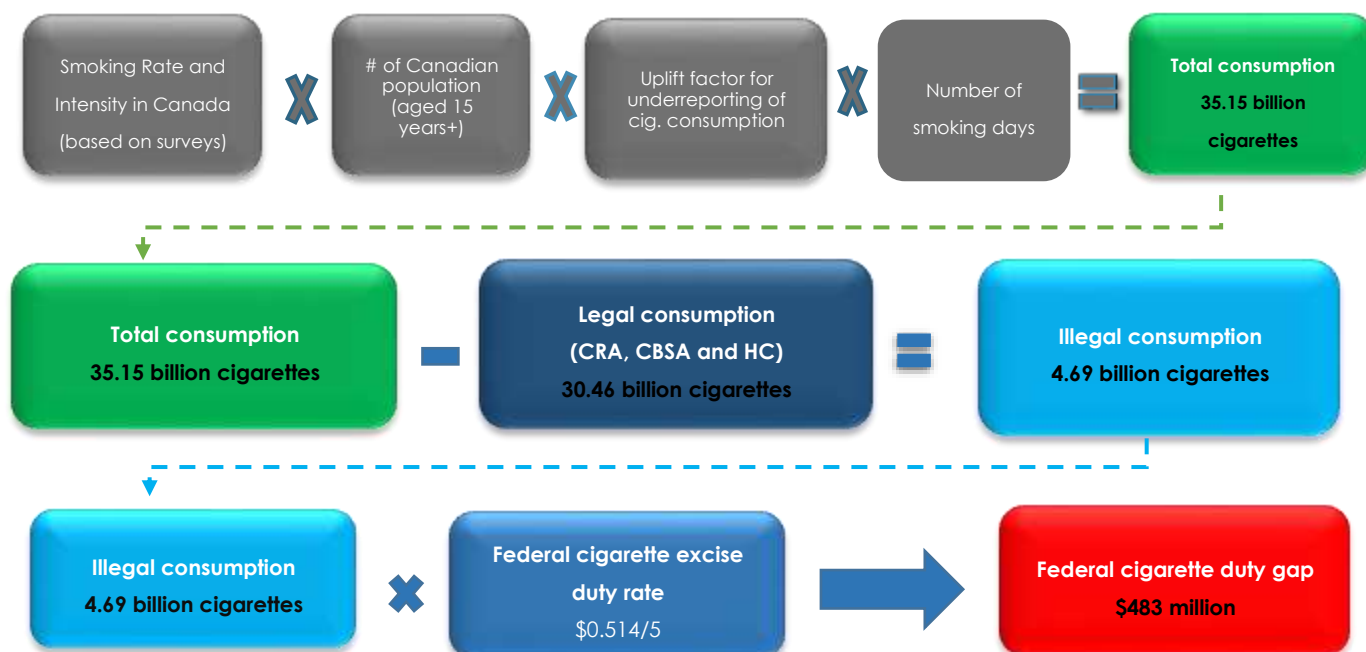 Smoking Rate and
Intensity in Canada
(based on surveys)
# of Canadian
population
(aged 15
years+)
Uplift factor for
underreporting of
cig. consumption
Number of
smoking days
Total consumption
35.15 billion
cigarettes
Total consumption
35.15 billion cigarettes
Legal consumption
(CRA, CBSA and HC)
30.46 billion cigarettes
Illegal consumption
4.69 billion cigarettes
Illegal consumption
4.69 billion cigarettes
Federal cigarette excise
duty rate
$0.514/5
Federal cigarette duty gap
$483 million